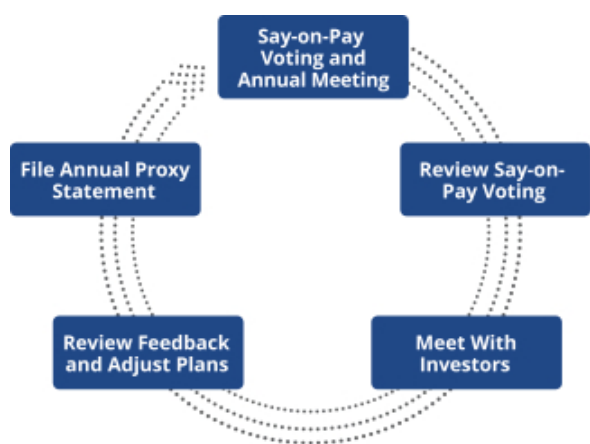 Say-on-Pay
Voting and
Annual Meeting
Review Say-on-
Pay Voting
Meet With
Investors
Review Feedback
and Adjust Plans
File Annual Proxy
Statement